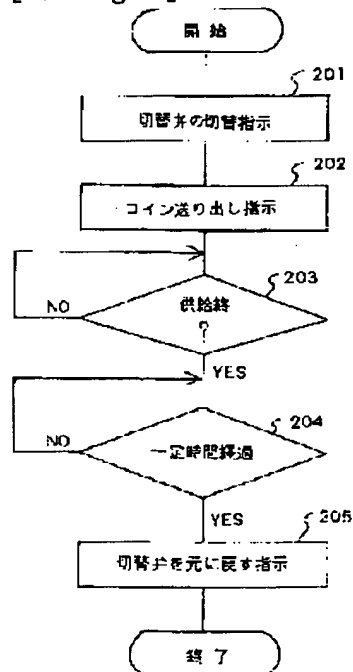 開始
201
切替弁の切替指示
202
コイン送り出し指示
203
供給終
?
NO
YES
204
一定時間経過
NO
YES
205
切替弁を元に戻す指示
終了